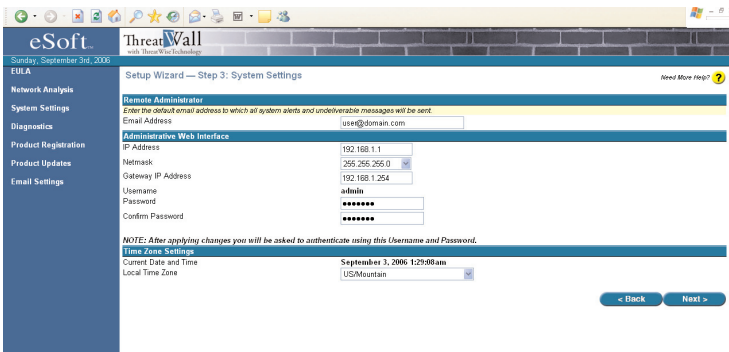 eSoft
ThreatWall
with ThreatWise Technology
Sunday, September 3rd, 2006
EULA
Network Analysis
System Settings
Diagnostics
Product Registration
Product Updates
Email Settings
Setup Wizard — Step 3: System Settings
Need More Help? ?
Remote Administrator
Enter the default email address to which all system alerts and undeliverable messages will be sent.
Email Address user@domain.com
Administrative Web Interface
IP Address 192.168.1.1
Netmask 255.255.255.0
Gateway IP Address 192.168.1.254
Username admin
Password •••••••
Confirm Password •••••••
NOTE: After applying changes you will be asked to authenticate using this Username and Password.
Time Zone Settings
Current Date and Time September 3, 2006 1:29:08am
Local Time Zone US/Mountain
< Back Next >